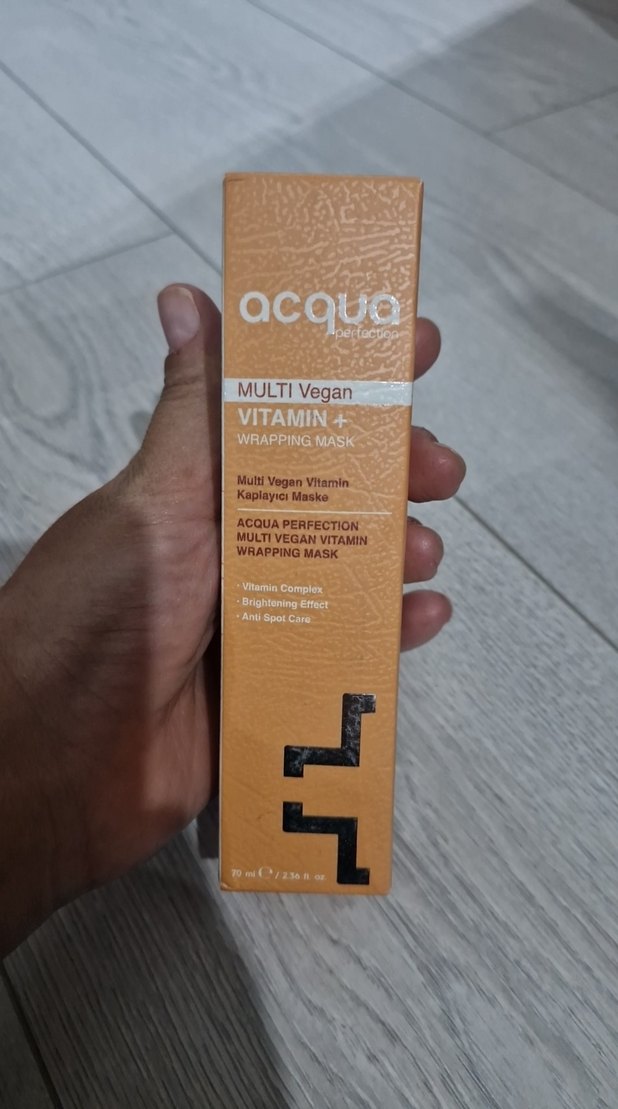 acqua
perfection
MULTI Vegan
VITAMIN +
WRAPPING MASK
Multi Vegan Vitamin
Kaplayıcı Maske
ACQUA PERFECTION
MULTI VEGAN VITAMIN
WRAPPING MASK
· Vitamin Complex
· Brightening Effect
· Anti Spot Care
70 ml ℮ / 2.36 fl. oz.